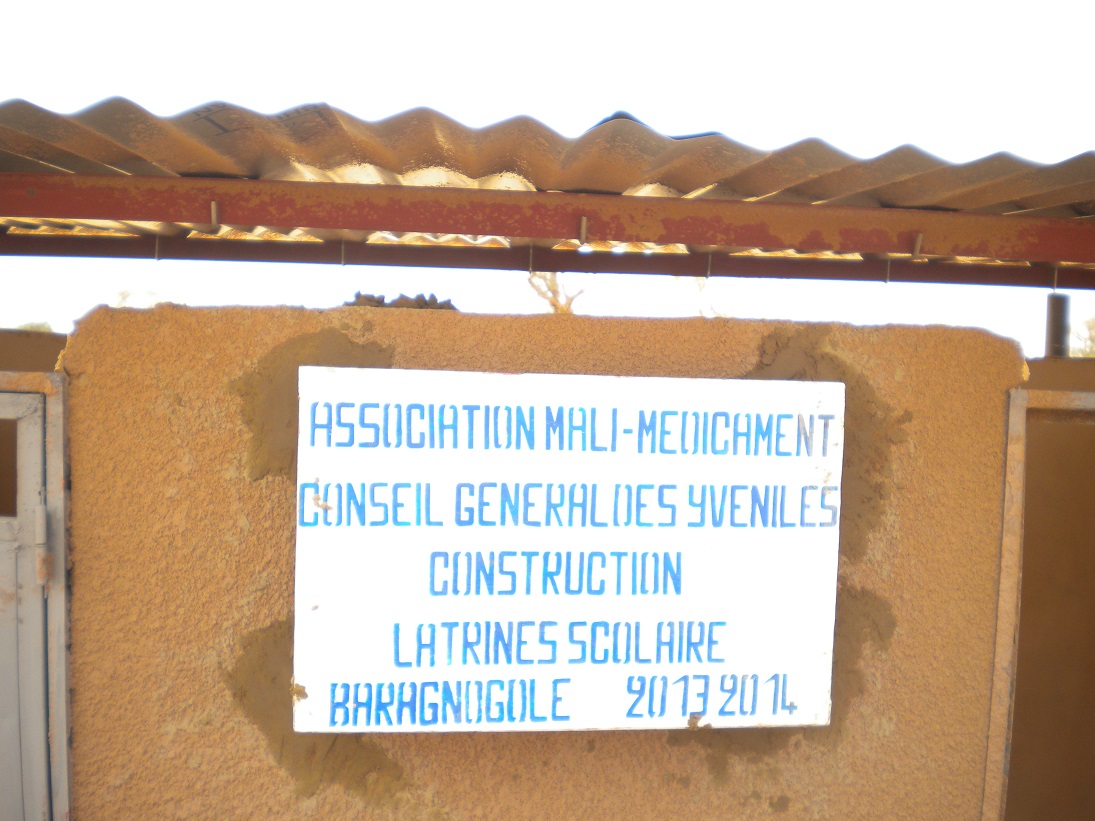 ASSOCIATION MALI-MEDICAMENT
CONSEIL GENERAL DES YVENILES
CONSTRUCTION
LATRINES SCOLAIRE
BARAGNOGOLE 2013 2014